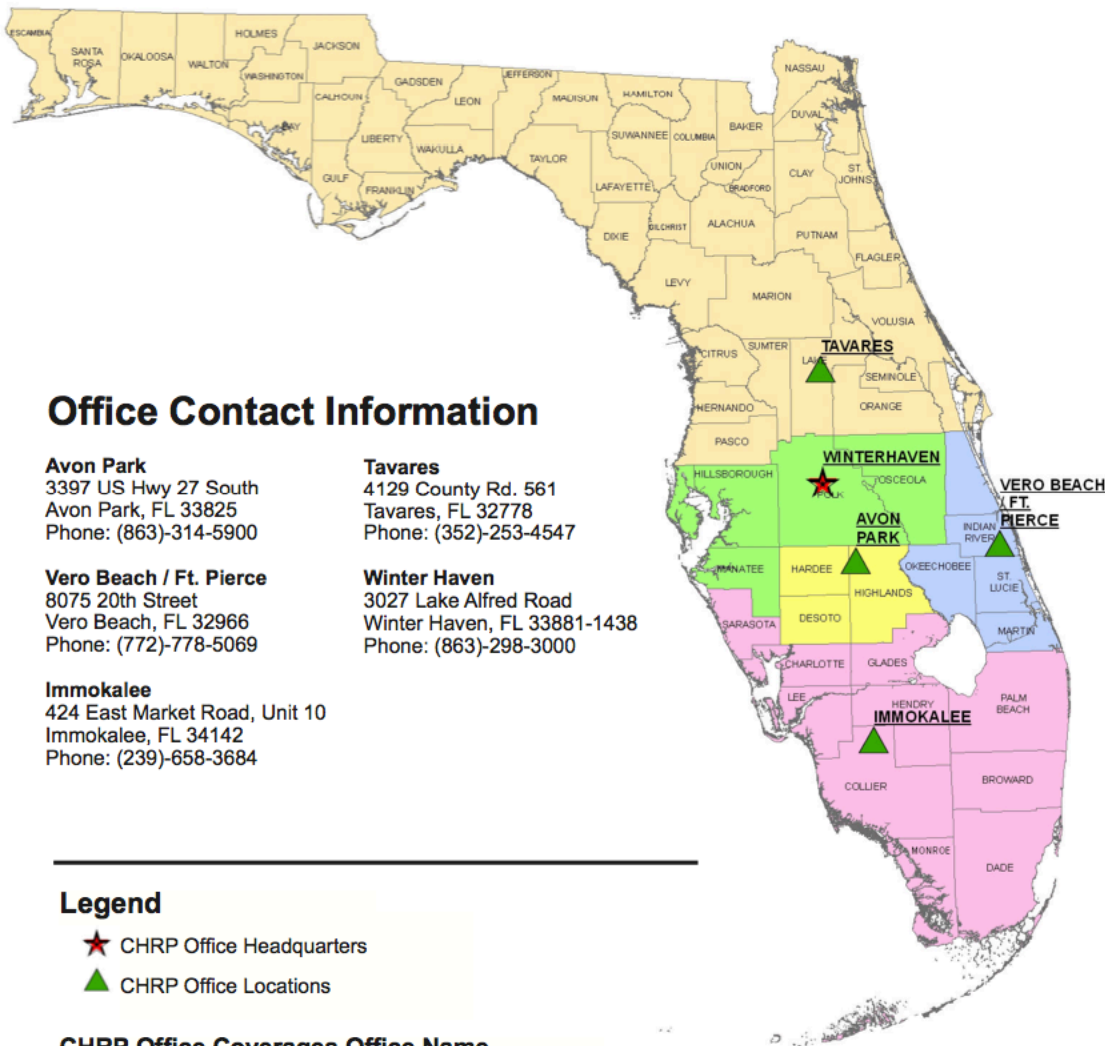 ESCAMBIA
SANTA
ROSA
OKALOOSA
WALTON
HOLMES
WASHINGTON
JACKSON
BAY
CALHOUN
GULF
LIBERTY
FRANKLIN
GADSDEN
LEON
WAKULLA
JEFFERSON
MADISON
TAYLOR
HAMILTON
SUWANNEE
LAFAYETTE
DIXIE
COLUMBIA
GILCHRIST
BAKER
UNION
BRADFORD
ALACHUA
NASSAU
DUVAL
CLAY
ST.
JOHNS
PUTNAM
FLAGLER
LEVY
MARION
VOLUSIA
CITRUS
SUMTER
LAKE
TAVARES
SEMINOLE
HERNANDO
ORANGE
PASCO
HILLSBOROUGH
WINTERHAVEN
POLK
OSCEOLA
VERO BEACH
/ FT.
PIERCE
INDIAN
RIVER
AVON
PARK
MANATEE
HARDEE
HIGHLANDS
OKEECHOBEE
ST.
LUCIE
DESOTO
SARASOTA
MARTIN
CHARLOTTE
GLADES
LEE
HENDRY
PALM
BEACH
IMMOKALEE
COLLIER
BROWARD
MONROE
DADE
Office Contact Information
Avon Park
3397 US Hwy 27 South
Avon Park, FL 33825
Phone: (863)-314-5900
Tavares
4129 County Rd. 561
Tavares, FL 32778
Phone: (352)-253-4547
Vero Beach / Ft. Pierce
8075 20th Street
Vero Beach, FL 32966
Phone: (772)-778-5069
Winter Haven
3027 Lake Alfred Road
Winter Haven, FL 33881-1438
Phone: (863)-298-3000
Immokalee
424 East Market Road, Unit 10
Immokalee, FL 34142
Phone: (239)-658-3684
Legend
CHRP Office Headquarters
CHRP Office Locations
CHRP Office Coverages Office Name